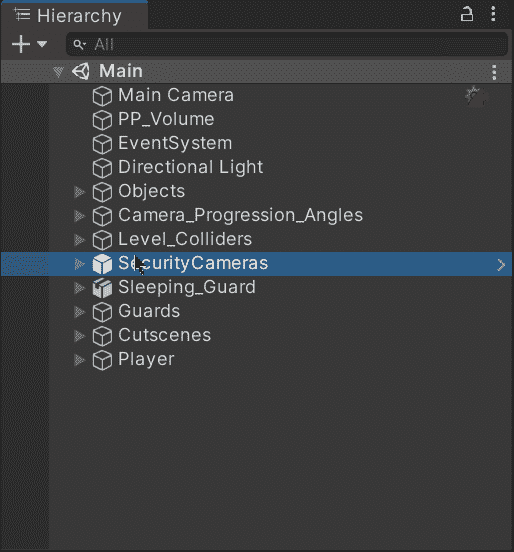 Hierarchy
All
Main
Main Camera
PP_Volume
EventSystem
Directional Light
Objects
Camera_Progression_Angles
Level_Colliders
SecurityCameras
Sleeping_Guard
Guards
Cutscenes
Player